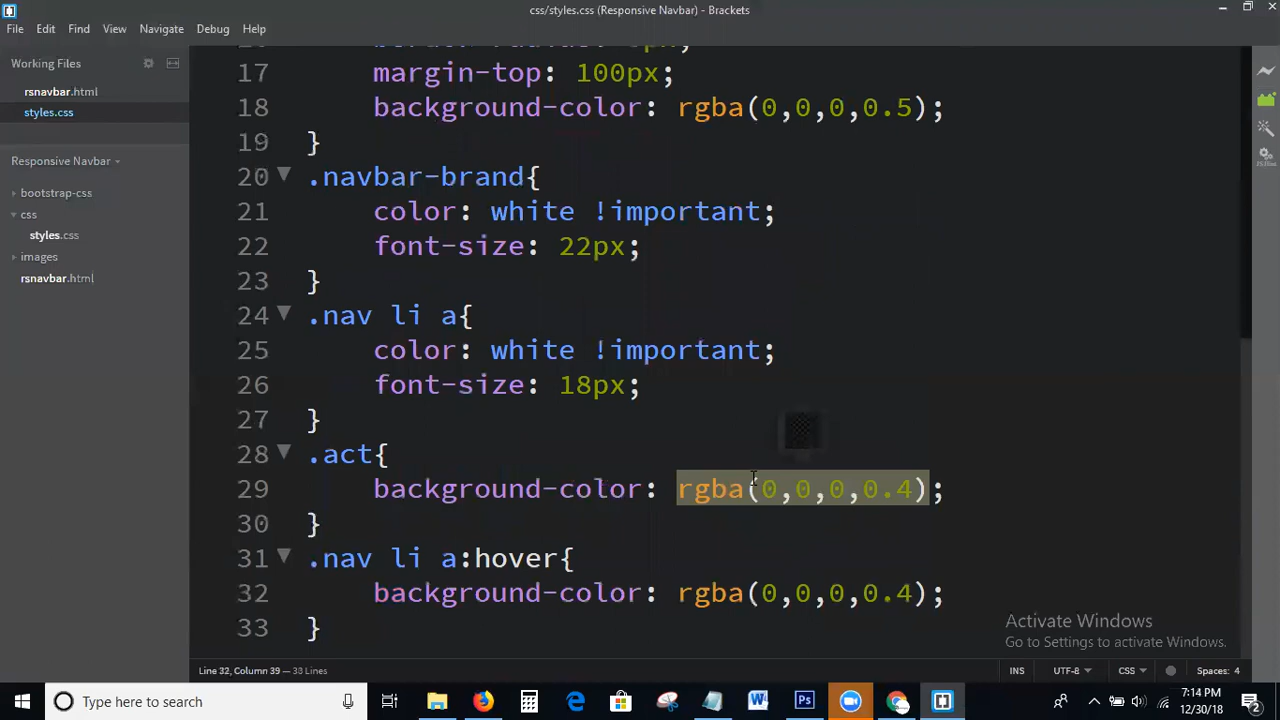 css/styles.css (Responsive Navbar) - Brackets
File Edit Find View Navigate Debug Help
Working Files
rsnavbar.html
styles.css
Responsive Navbar
bootstrap-css
css
styles.css
images
rsnavbar.html
17 margin-top: 100px;
18 background-color: rgba(0,0,0,0.5);
19 }
20 .navbar-brand{
21 color: white !important;
22 font-size: 22px;
23 }
24 .nav li a{
25 color: white !important;
26 font-size: 18px;
27 }
28 .act{
29 background-color: rgba(0,0,0,0.4);
30 }
31 .nav li a:hover{
32 background-color: rgba(0,0,0,0.4);
33 }
Activate Windows
Go to Settings to activate Windows.
Line 32, Column 39 — 33 Lines
INS UTF-8 CSS Spaces: 4
Type here to search
7:14 PM
12/30/18